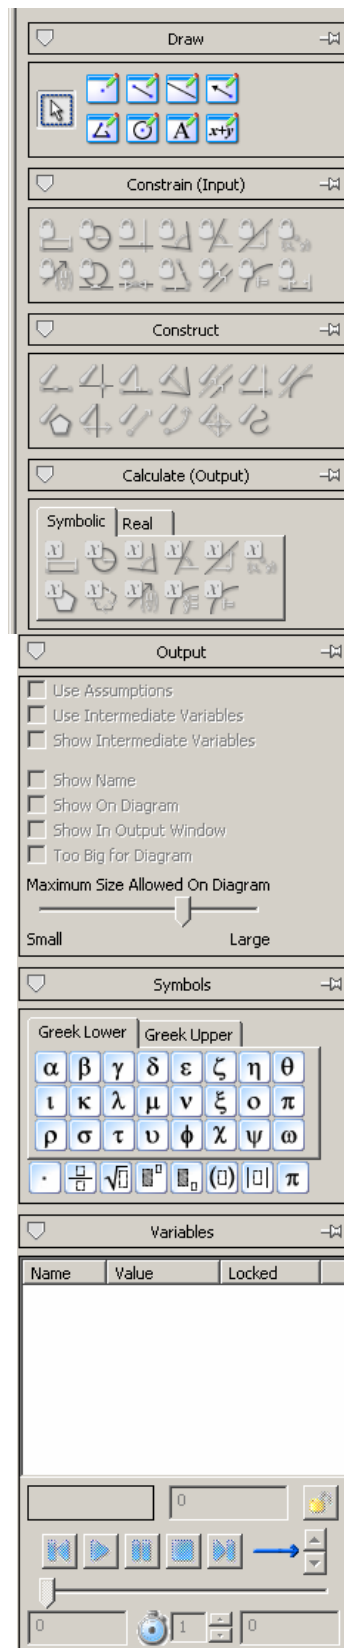 Draw
A x+y
Constrain (Input)
Construct
Calculate (Output)
Symbolic Real
x x x x x x
x x x x x
Output
Use Assumptions
Use Intermediate Variables
Show Intermediate Variables
Show Name
Show On Diagram
Show In Output Window
Too Big for Diagram
Maximum Size Allowed On Diagram
Small Large
Symbols
Greek Lower Greek Upper
α β γ δ ε ζ η θ
ι κ λ μ ν ξ ο π
ρ σ τ υ ϕ χ ψ ω
π
Variables
Name Value Locked
0
0 1 0